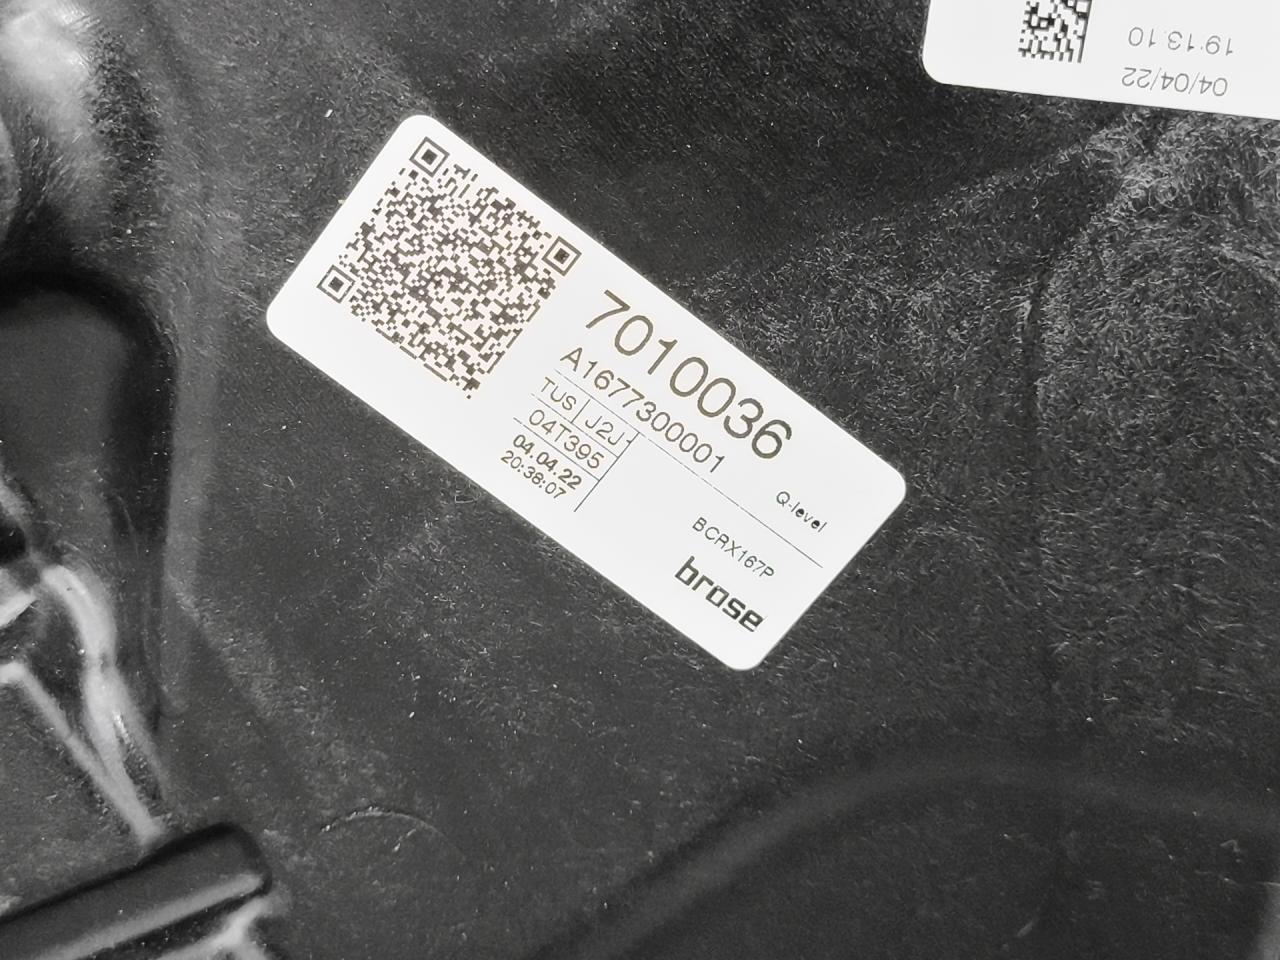 19:13:10
04/04/22
7010036
A1677300001
TUS J2J1
04T395
04.04.22
20:38:07
Q-level
BCRX167P
brose